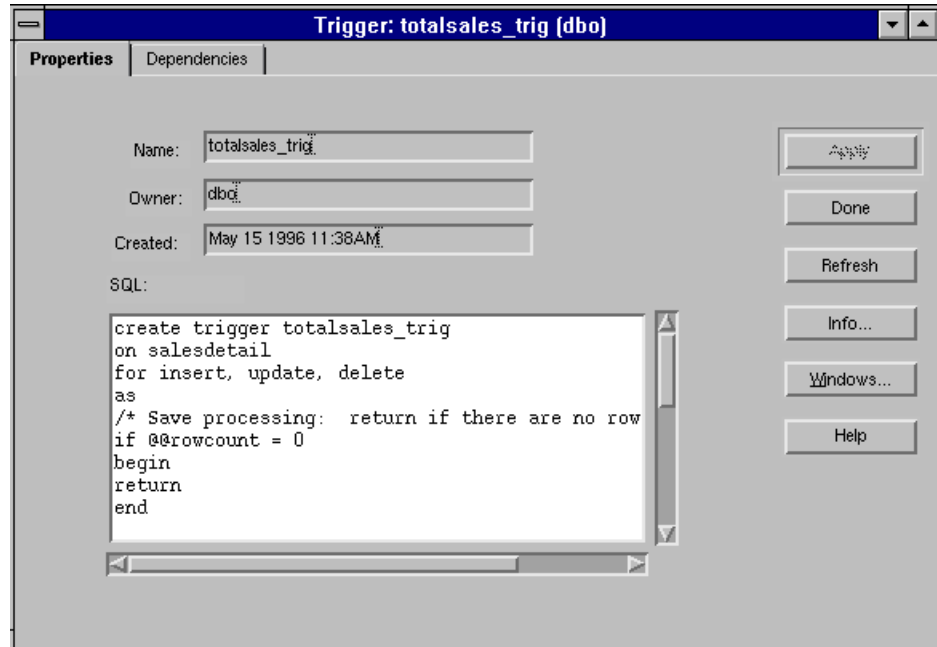 Trigger: totalsales_trig (dbo)
Properties
Dependencies
Name:
totalsales_trig
Owner:
dbo
Created:
May 15 1996 11:38AM
SQL:
create trigger totalsales_trig
on salesdetail
for insert, update, delete
as
/* Save processing:  return if there are no row
if @@rowcount = 0
begin
return
end
Apply
Done
Refresh
Info...
Windows...
Help